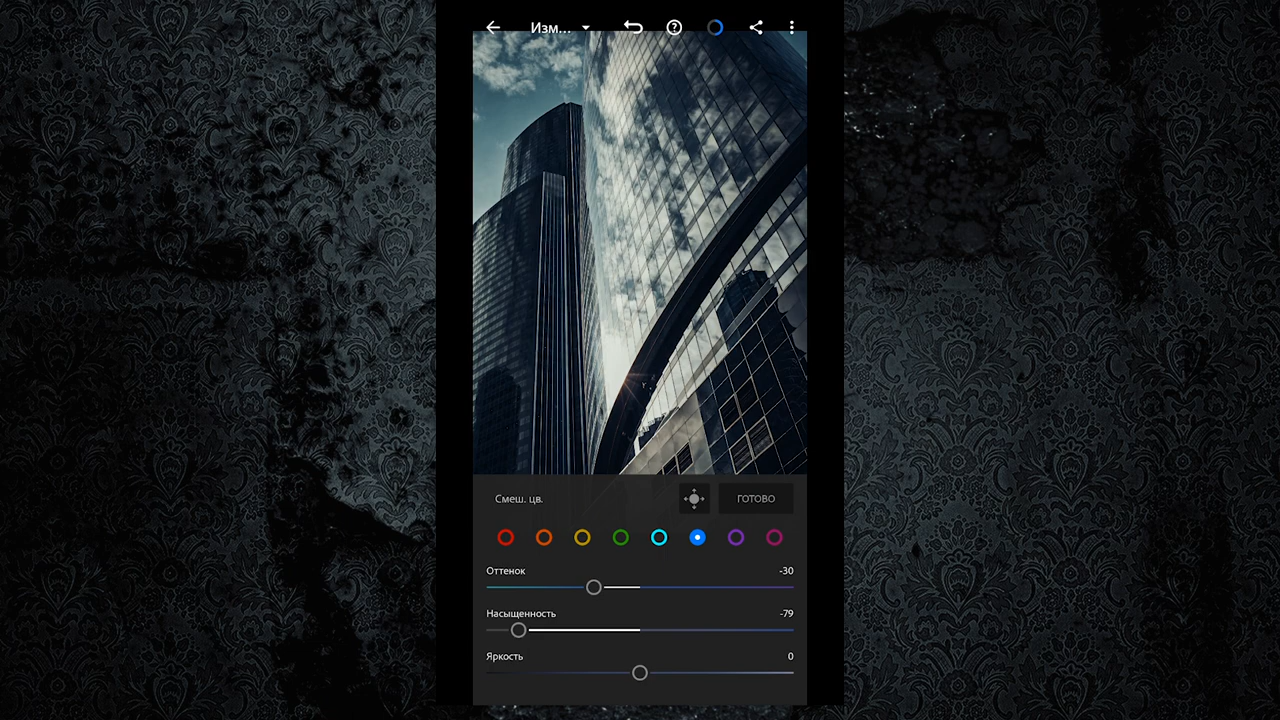 Изм...
Смеш. цв.
ГОТОВО
Оттенок -30
Насыщенность -79
Яркость 0